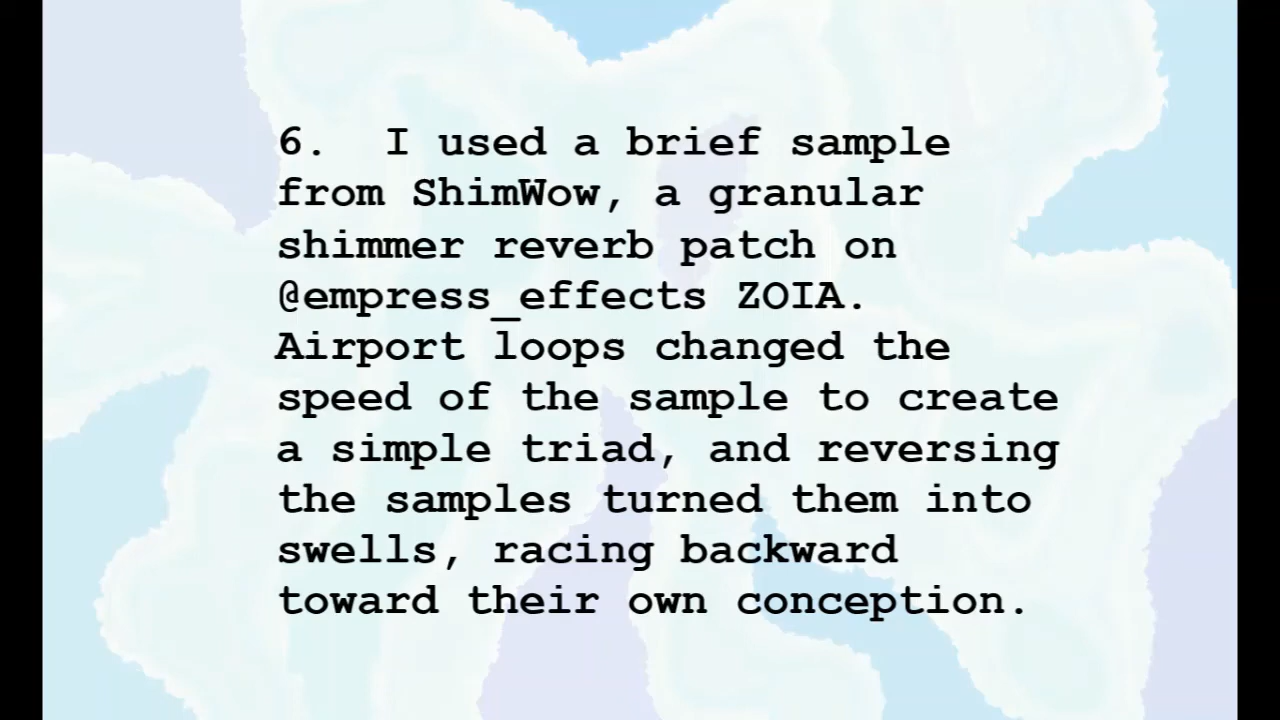 6.  I used a brief sample
from ShimWow, a granular
shimmer reverb patch on
@empress_effects ZOIA.
Airport loops changed the
speed of the sample to create
a simple triad, and reversing
the samples turned them into
swells, racing backward
toward their own conception.